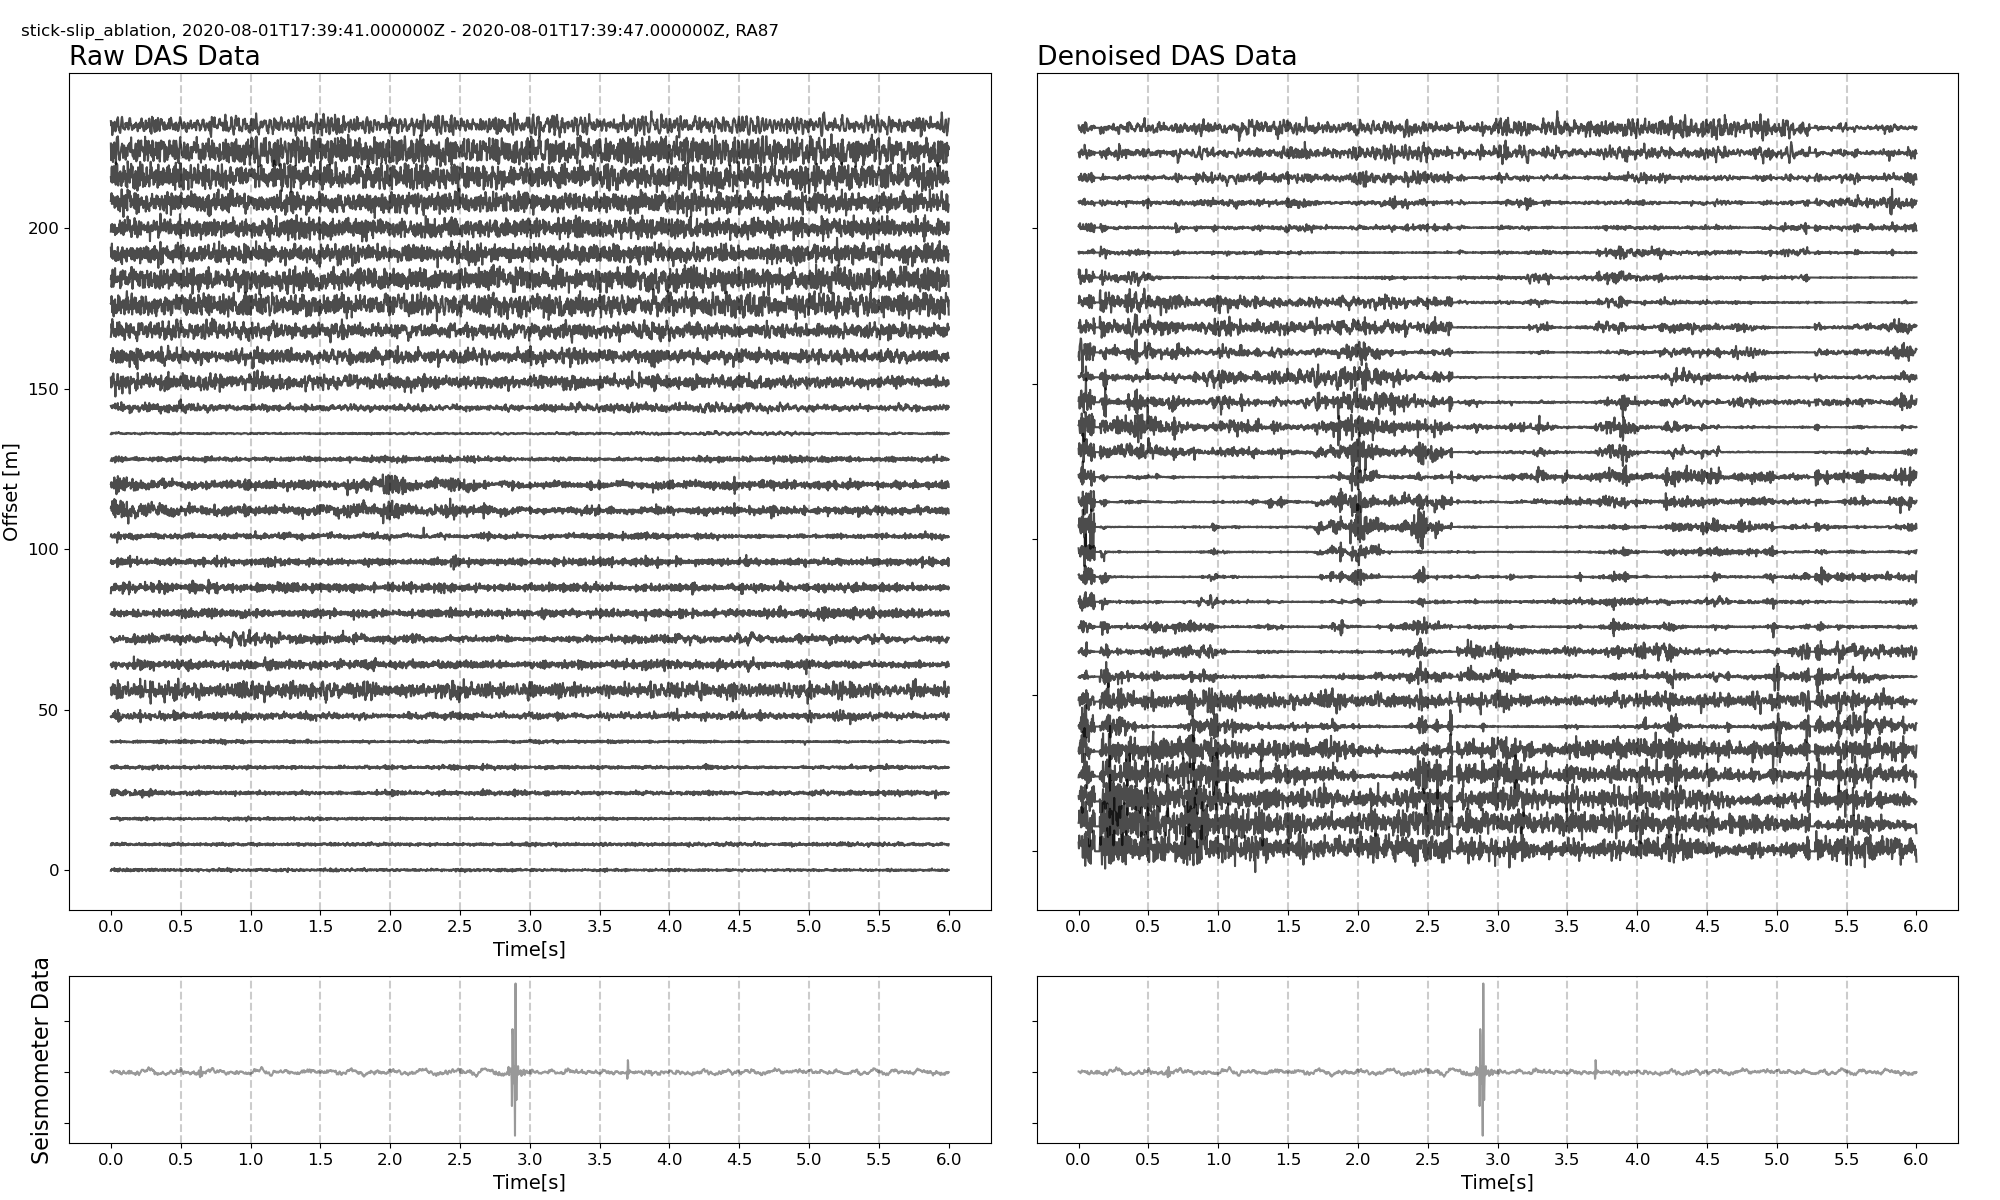 stick-slip_ablation, 2020-08-01T17:39:41.000000Z - 2020-08-01T17:39:47.000000Z, RA87
Raw DAS Data
Denoised DAS Data
Offset [m]
200
150
100
50
0
0.0 0.5 1.0 1.5 2.0 2.5 3.0 3.5 4.0 4.5 5.0 5.5 6.0
Time[s]
0.0 0.5 1.0 1.5 2.0 2.5 3.0 3.5 4.0 4.5 5.0 5.5 6.0
Seismometer Data
0.0 0.5 1.0 1.5 2.0 2.5 3.0 3.5 4.0 4.5 5.0 5.5 6.0
Time[s]
0.0 0.5 1.0 1.5 2.0 2.5 3.0 3.5 4.0 4.5 5.0 5.5 6.0
Time[s]